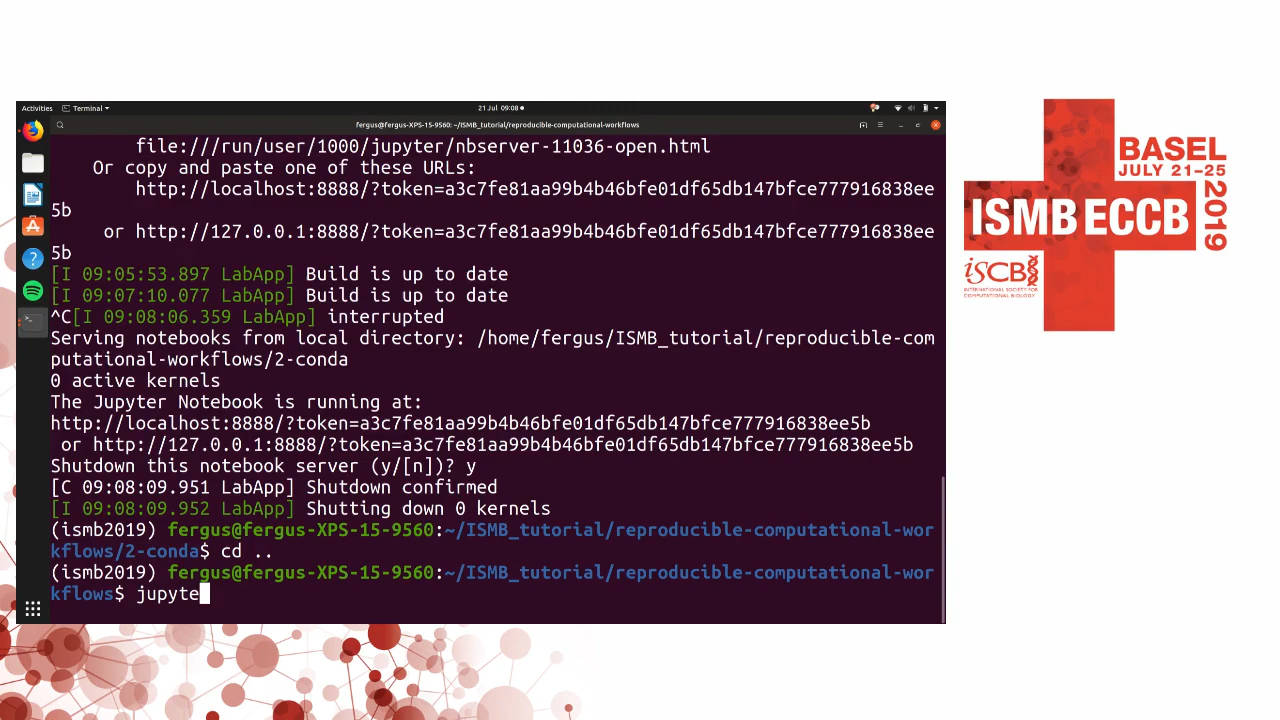 Activities
Terminal
21 Jul 09:08
fergus@fergus-XPS-15-9560: ~/ISMB_tutorial/reproducible-computational-workflows
file:///run/user/1000/jupyter/nbserver-11036-open.html
Or copy and paste one of these URLs:
http://localhost:8888/?token=a3c7fe81aa99b4b46bfe01df65db147bfce777916838ee
5b
or http://127.0.0.1:8888/?token=a3c7fe81aa99b4b46bfe01df65db147bfce777916838ee
5b
[I 09:05:53.897 LabApp] Build is up to date
[I 09:07:10.077 LabApp] Build is up to date
^C[I 09:08:06.359 LabApp] interrupted
Serving notebooks from local directory: /home/fergus/ISMB_tutorial/reproducible-com
putational-workflows/2-conda
0 active kernels
The Jupyter Notebook is running at:
http://localhost:8888/?token=a3c7fe81aa99b4b46bfe01df65db147bfce777916838ee5b
or http://127.0.0.1:8888/?token=a3c7fe81aa99b4b46bfe01df65db147bfce777916838ee5b
Shutdown this notebook server (y/[n])? y
[C 09:08:09.951 LabApp] Shutdown confirmed
[I 09:08:09.952 LabApp] Shutting down 0 kernels
(ismb2019) fergus@fergus-XPS-15-9560:~/ISMB_tutorial/reproducible-computational-wor
kflows/2-conda$ cd ..
(ismb2019) fergus@fergus-XPS-15-9560:~/ISMB_tutorial/reproducible-computational-wor
kflows$ jupyte
BASEL
JULY 21–25
2019
ISMB ECCB
ISCB
INTERNATIONAL SOCIETY FOR
COMPUTATIONAL BIOLOGY